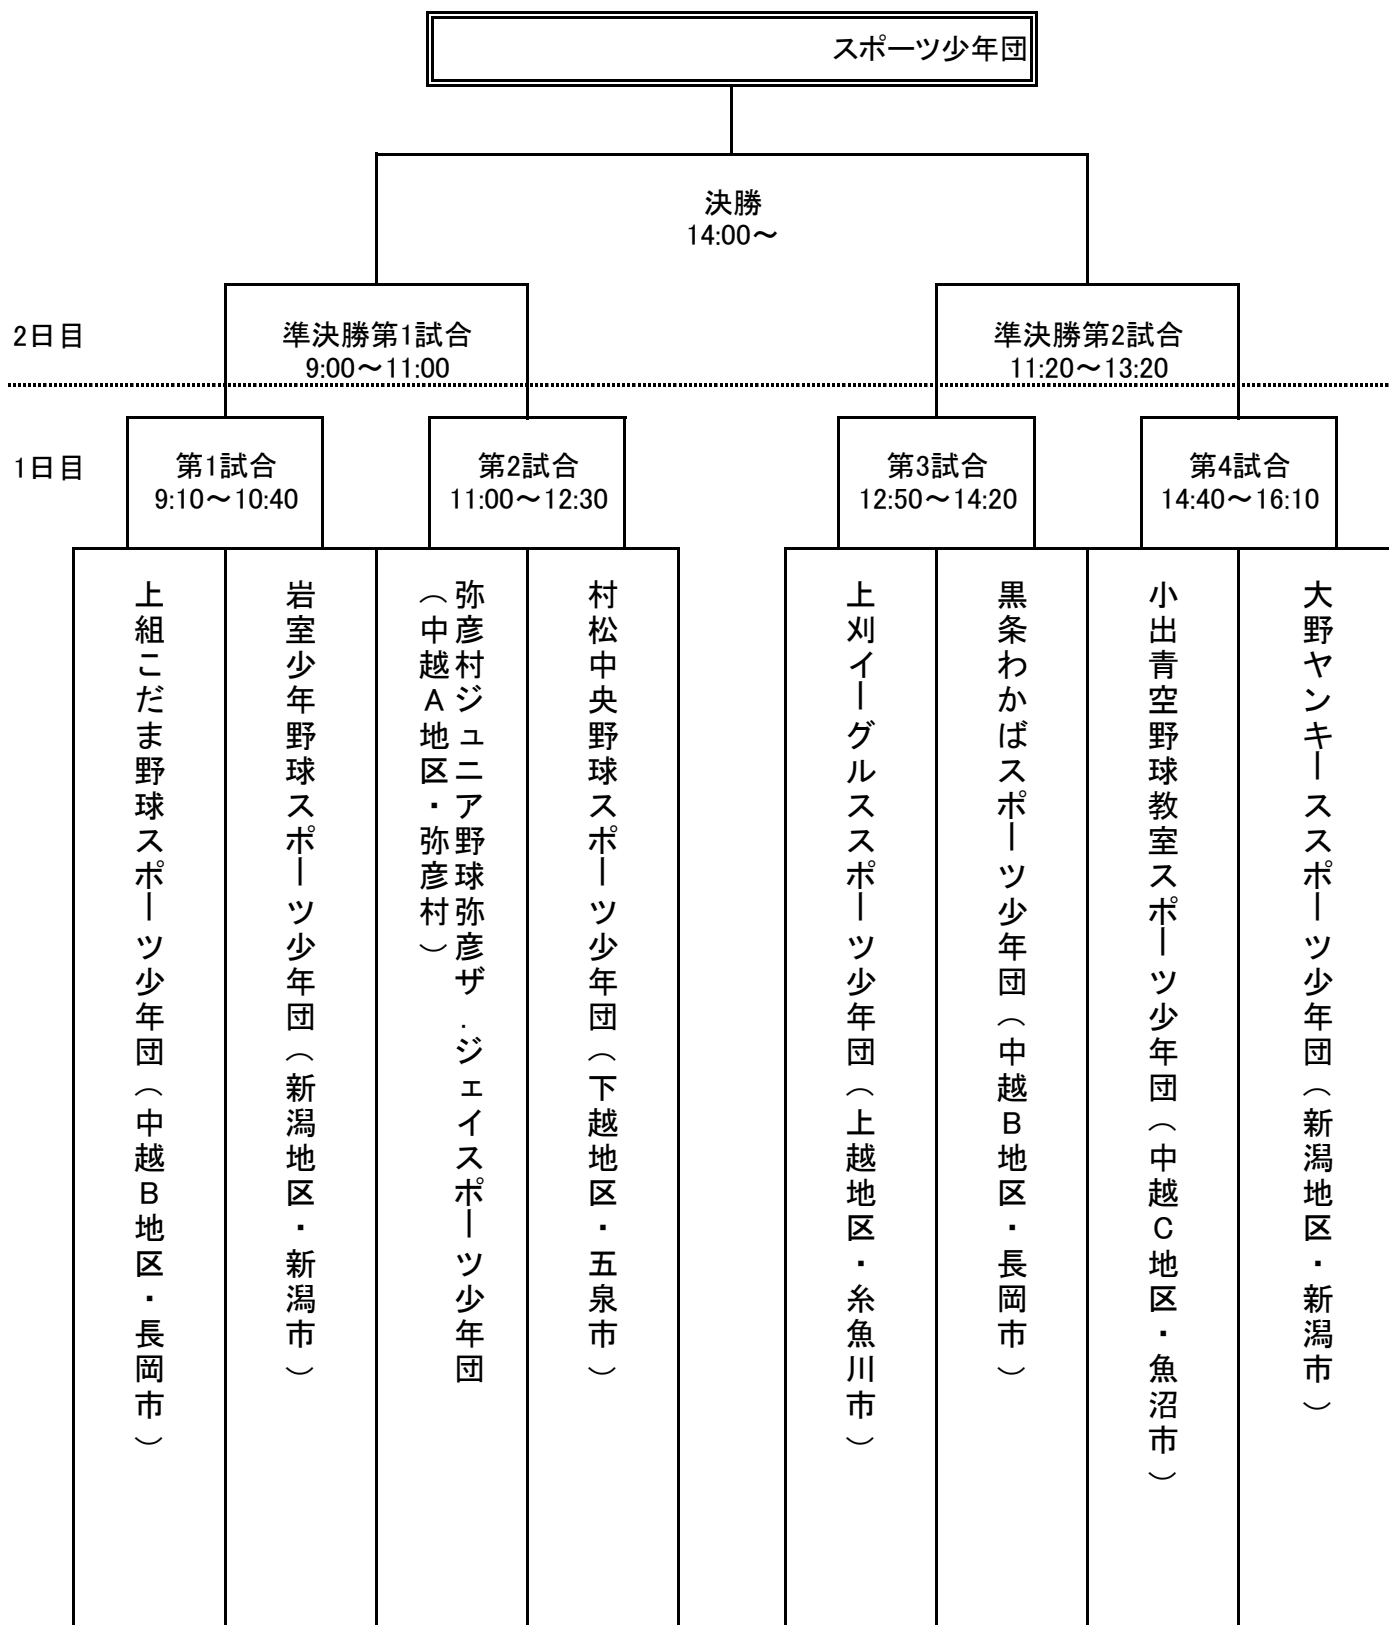 スポーツ少年団
決勝
14:00～
2日目
準決勝第1試合
9:00～11:00
準決勝第2試合
11:20～13:20
1日目
第1試合
9:10～10:40
第2試合
11:00～12:30
第3試合
12:50～14:20
第4試合
14:40～16:10
上組こだま野球スポーツ少年団（中越B地区・長岡市）
岩室少年野球スポーツ少年団（新潟地区・新潟市）
弥彦村ジュニア野球弥彦ザ.ジェイスポーツ少年団
（中越A地区・弥彦村）
村松中央野球スポーツ少年団（下越地区・五泉市）
上刈イーグルススポーツ少年団（上越地区・糸魚川市）
黒条わかばスポーツ少年団（中越B地区・長岡市）
小出青空野球教室スポーツ少年団（中越C地区・魚沼市）
大野ヤンキーススポーツ少年団（新潟地区・新潟市）